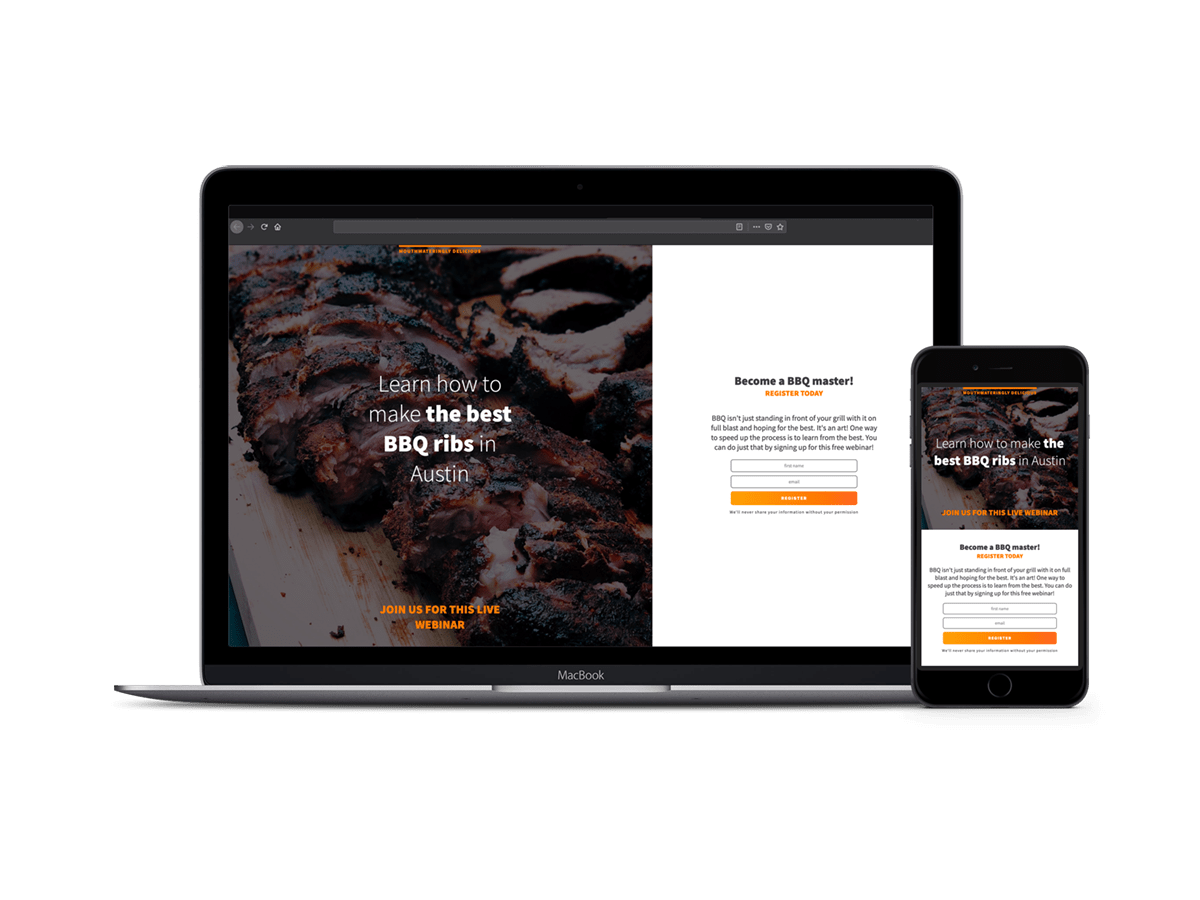 MOUTHWATERINGLY DELICIOUS
Learn how to
make the best
BBQ ribs in
Austin
JOIN US FOR THIS LIVE
WEBINAR
Become a BBQ master!
REGISTER TODAY
BBQ isn't just standing in front of your grill with it on
full blast and hoping for the best. It's an art! One way
to speed up the process is to learn from the best. You
can do just that by signing up for this free webinar!
first name
email
REGISTER
We'll never share your information without your permission
MacBook
MOUTHWATERINGLY DELICIOUS
Learn how to make the
best BBQ ribs in Austin
JOIN US FOR THIS LIVE WEBINAR
Become a BBQ master!
REGISTER TODAY
BBQ isn't just standing in front of your grill with it on full
blast and hoping for the best. It's an art! One way to
speed up the process is to learn from the best. You can do
just that by signing up for this free webinar!
first name
email
REGISTER
We'll never share your information without your permission